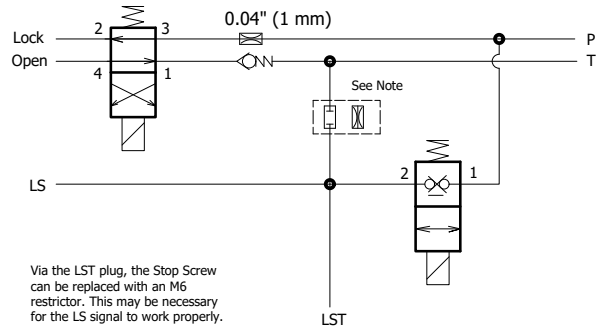 0.04" (1 mm)
Lock 2 3 P
Open 4 1 T
See Note
LS 2 1
Via the LST plug, the Stop Screw
can be replaced with an M6
restrictor. This may be necessary
for the LS signal to work properly.
LST